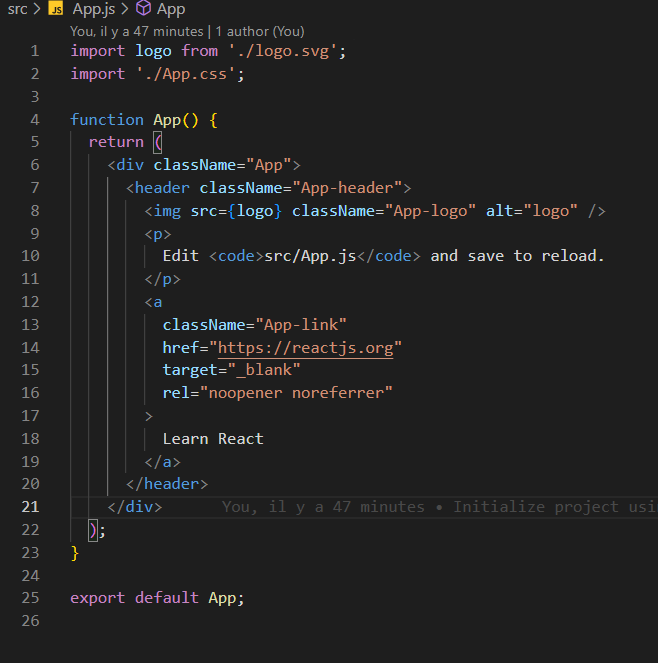 src > JS App.js > App
You, il y a 47 minutes | 1 author (You)
1 import logo from './logo.svg';
2 import './App.css';
3
4 function App() {
5   return (
6     <div className="App">
7       <header className="App-header">
8         <img src={logo} className="App-logo" alt="logo" />
9         <p>
10           Edit <code>src/App.js</code> and save to reload.
11         </p>
12         <a
13           className="App-link"
14           href="https://reactjs.org"
15           target="_blank"
16           rel="noopener noreferrer"
17         >
18           Learn React
19         </a>
20       </header>
21     </div>     You, il y a 47 minutes • Initialize project
22   );
23 }
24
25 export default App;
26